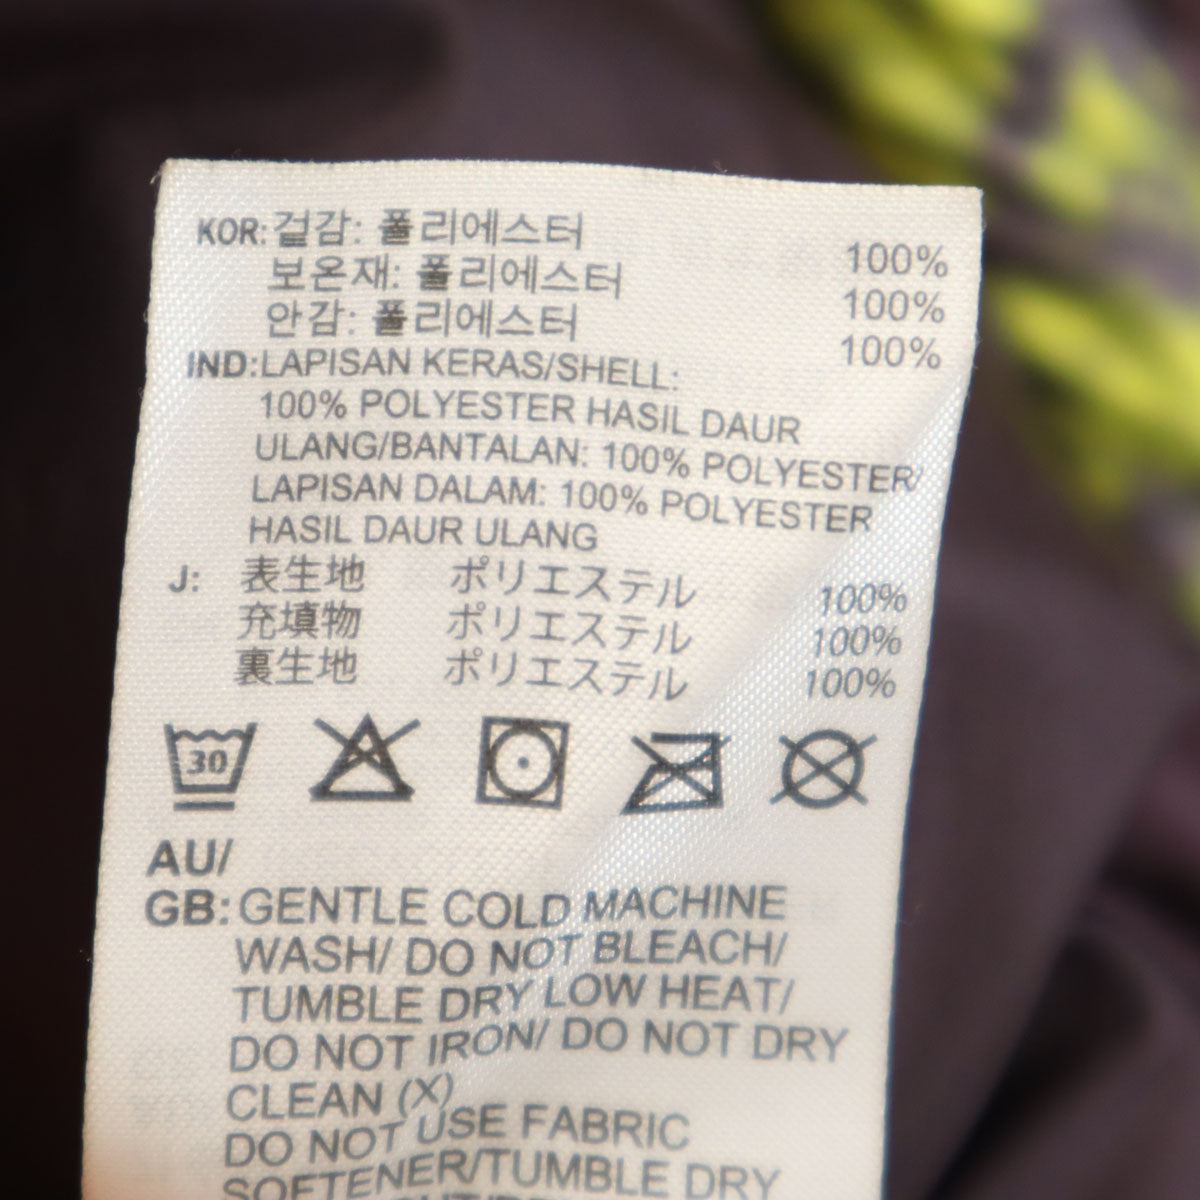 KOR: 겉감: 폴리에스터 100%
보온재: 폴리에스터 100%
안감: 폴리에스터 100%
IND: LAPISAN KERAS/SHELL:
100% POLYESTER HASIL DAUR
ULANG/BANTALAN: 100% POLYESTER/
LAPISAN DALAM: 100% POLYESTER
HASIL DAUR ULANG
J: 表生地 ポリエステル 100%
充填物 ポリエステル 100%
裏生地 ポリエステル 100%
30
AU/
GB: GENTLE COLD MACHINE
WASH/ DO NOT BLEACH/
TUMBLE DRY LOW HEAT/
DO NOT IRON/ DO NOT DRY
CLEAN (X)
DO NOT USE FABRIC
SOFTENER/TUMBLE DRY